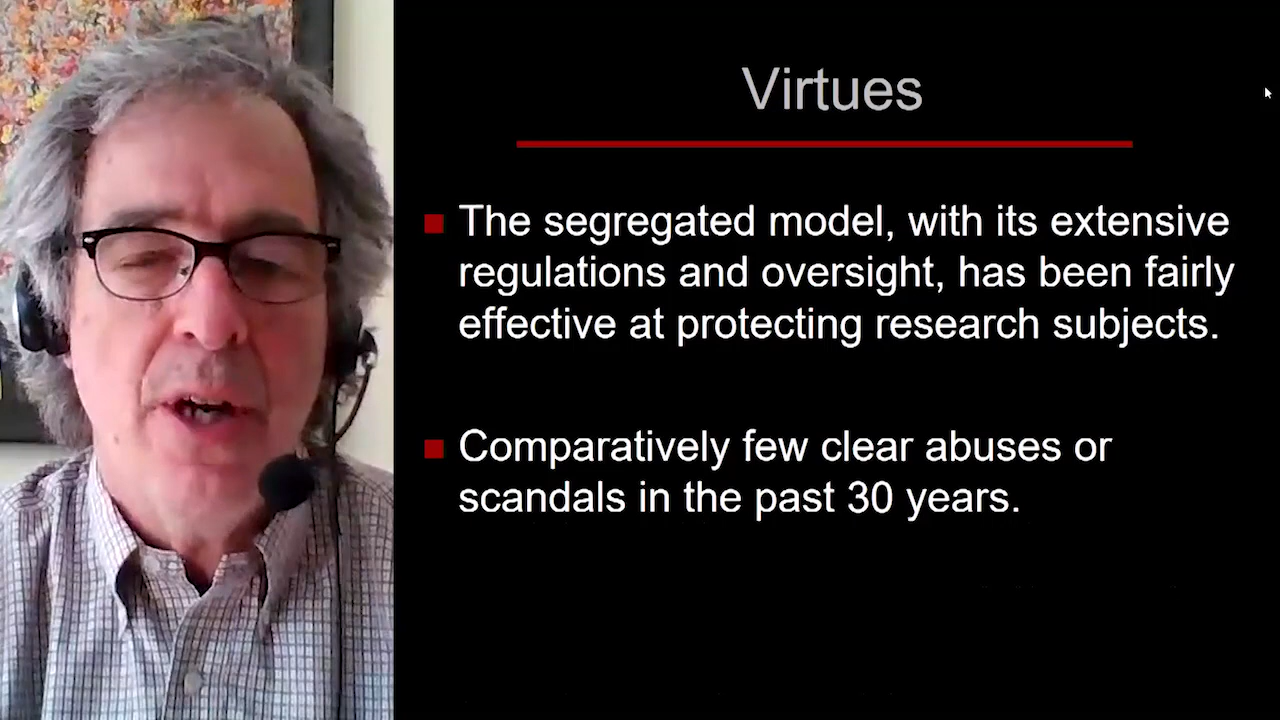 Virtues
The segregated model, with its extensive
regulations and oversight, has been fairly
effective at protecting research subjects.
Comparatively few clear abuses or
scandals in the past 30 years.